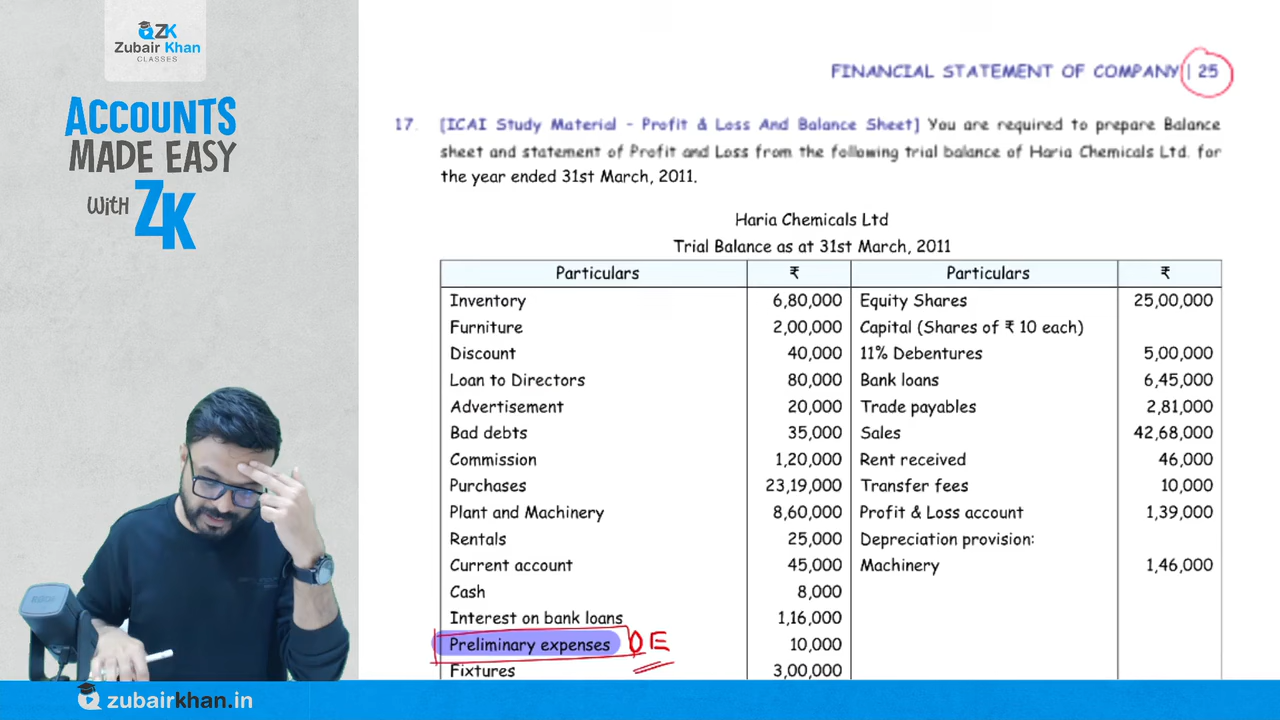 ZK
Zubair Khan
CLASSES
ACCOUNTS
MADE EASY
WITH ZK
FINANCIAL STATEMENT OF COMPANY | 25
17. [ICAI Study Material - Profit & Loss And Balance Sheet] You are required to prepare Balance
sheet and statement of Profit and Loss from the following trial balance of Haria Chemicals Ltd. for
the year ended 31st March, 2011.
Haria Chemicals Ltd
Trial Balance as at 31st March, 2011
Particulars ₹ Particulars ₹
Inventory 6,80,000 Equity Shares 25,00,000
Furniture 2,00,000 Capital (Shares of ₹ 10 each)
Discount 40,000 11% Debentures 5,00,000
Loan to Directors 80,000 Bank loans 6,45,000
Advertisement 20,000 Trade payables 2,81,000
Bad debts 35,000 Sales 42,68,000
Commission 1,20,000 Rent received 46,000
Purchases 23,19,000 Transfer fees 10,000
Plant and Machinery 8,60,000 Profit & Loss account 1,39,000
Rentals 25,000 Depreciation provision:
Current account 45,000 Machinery 1,46,000
Cash 8,000
Interest on bank loans 1,16,000
Preliminary expenses OE 10,000
Fixtures 3,00,000
zubairkhan.in